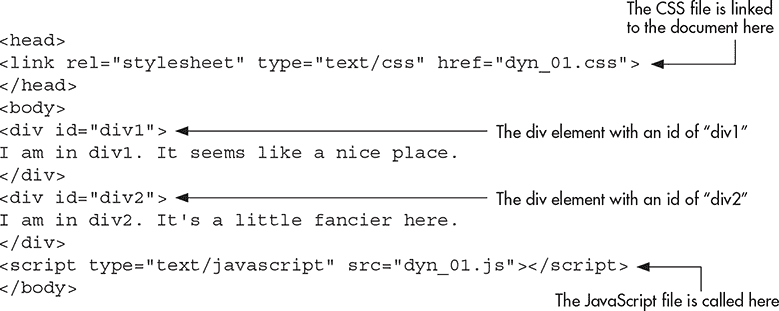 The CSS file is linked
to the document here
<head>
<link rel="stylesheet" type="text/css" href="dyn_01.css">
</head>
<body>
<div id="div1">
The div element with an id of “div1”
I am in div1. It seems like a nice place.
</div>
<div id="div2">
The div element with an id of “div2”
I am in div2. It's a little fancier here.
</div>
<script type="text/javascript" src="dyn_01.js"></script>
</body>
The JavaScript file is called here